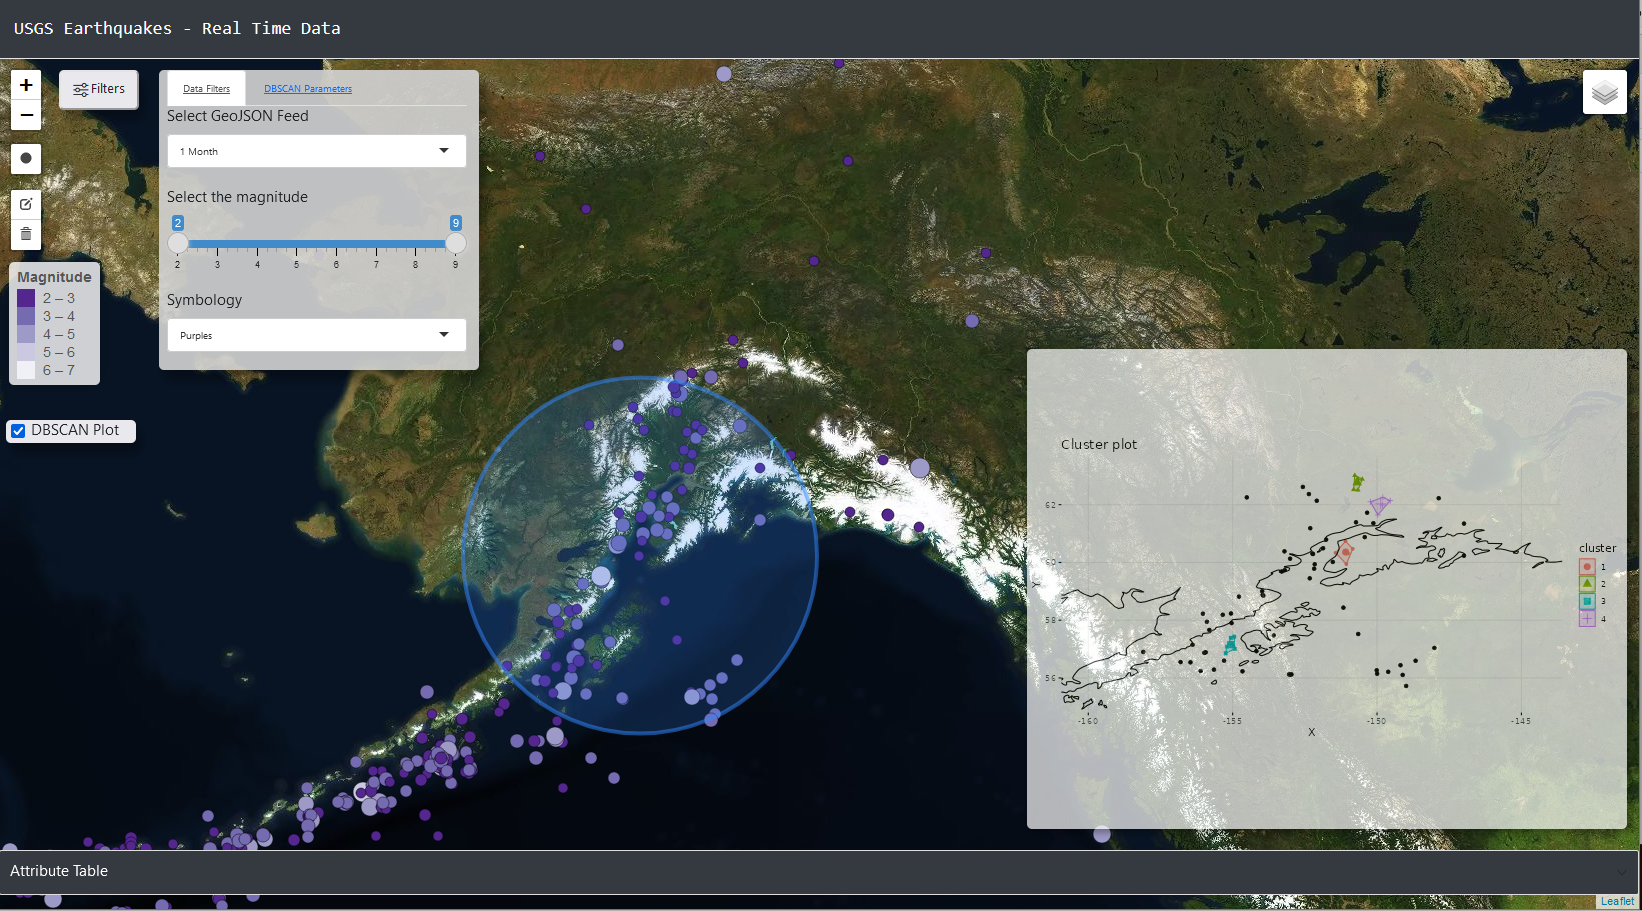 USGS Earthquakes - Real Time Data
+
−
Filters
Data Filters
DBSCAN Parameters
Select GeoJSON Feed
1 Month
Select the magnitude
2
9
2 3 4 5 6 7 8 9
Symbology
Purples
Magnitude
2 – 3
3 – 4
4 – 5
5 – 6
6 – 7
DBSCAN Plot
Cluster plot
62
60
58
56
Y
-160 -155 -150 -145
X
cluster
1
2
3
4
Attribute Table
Leaflet